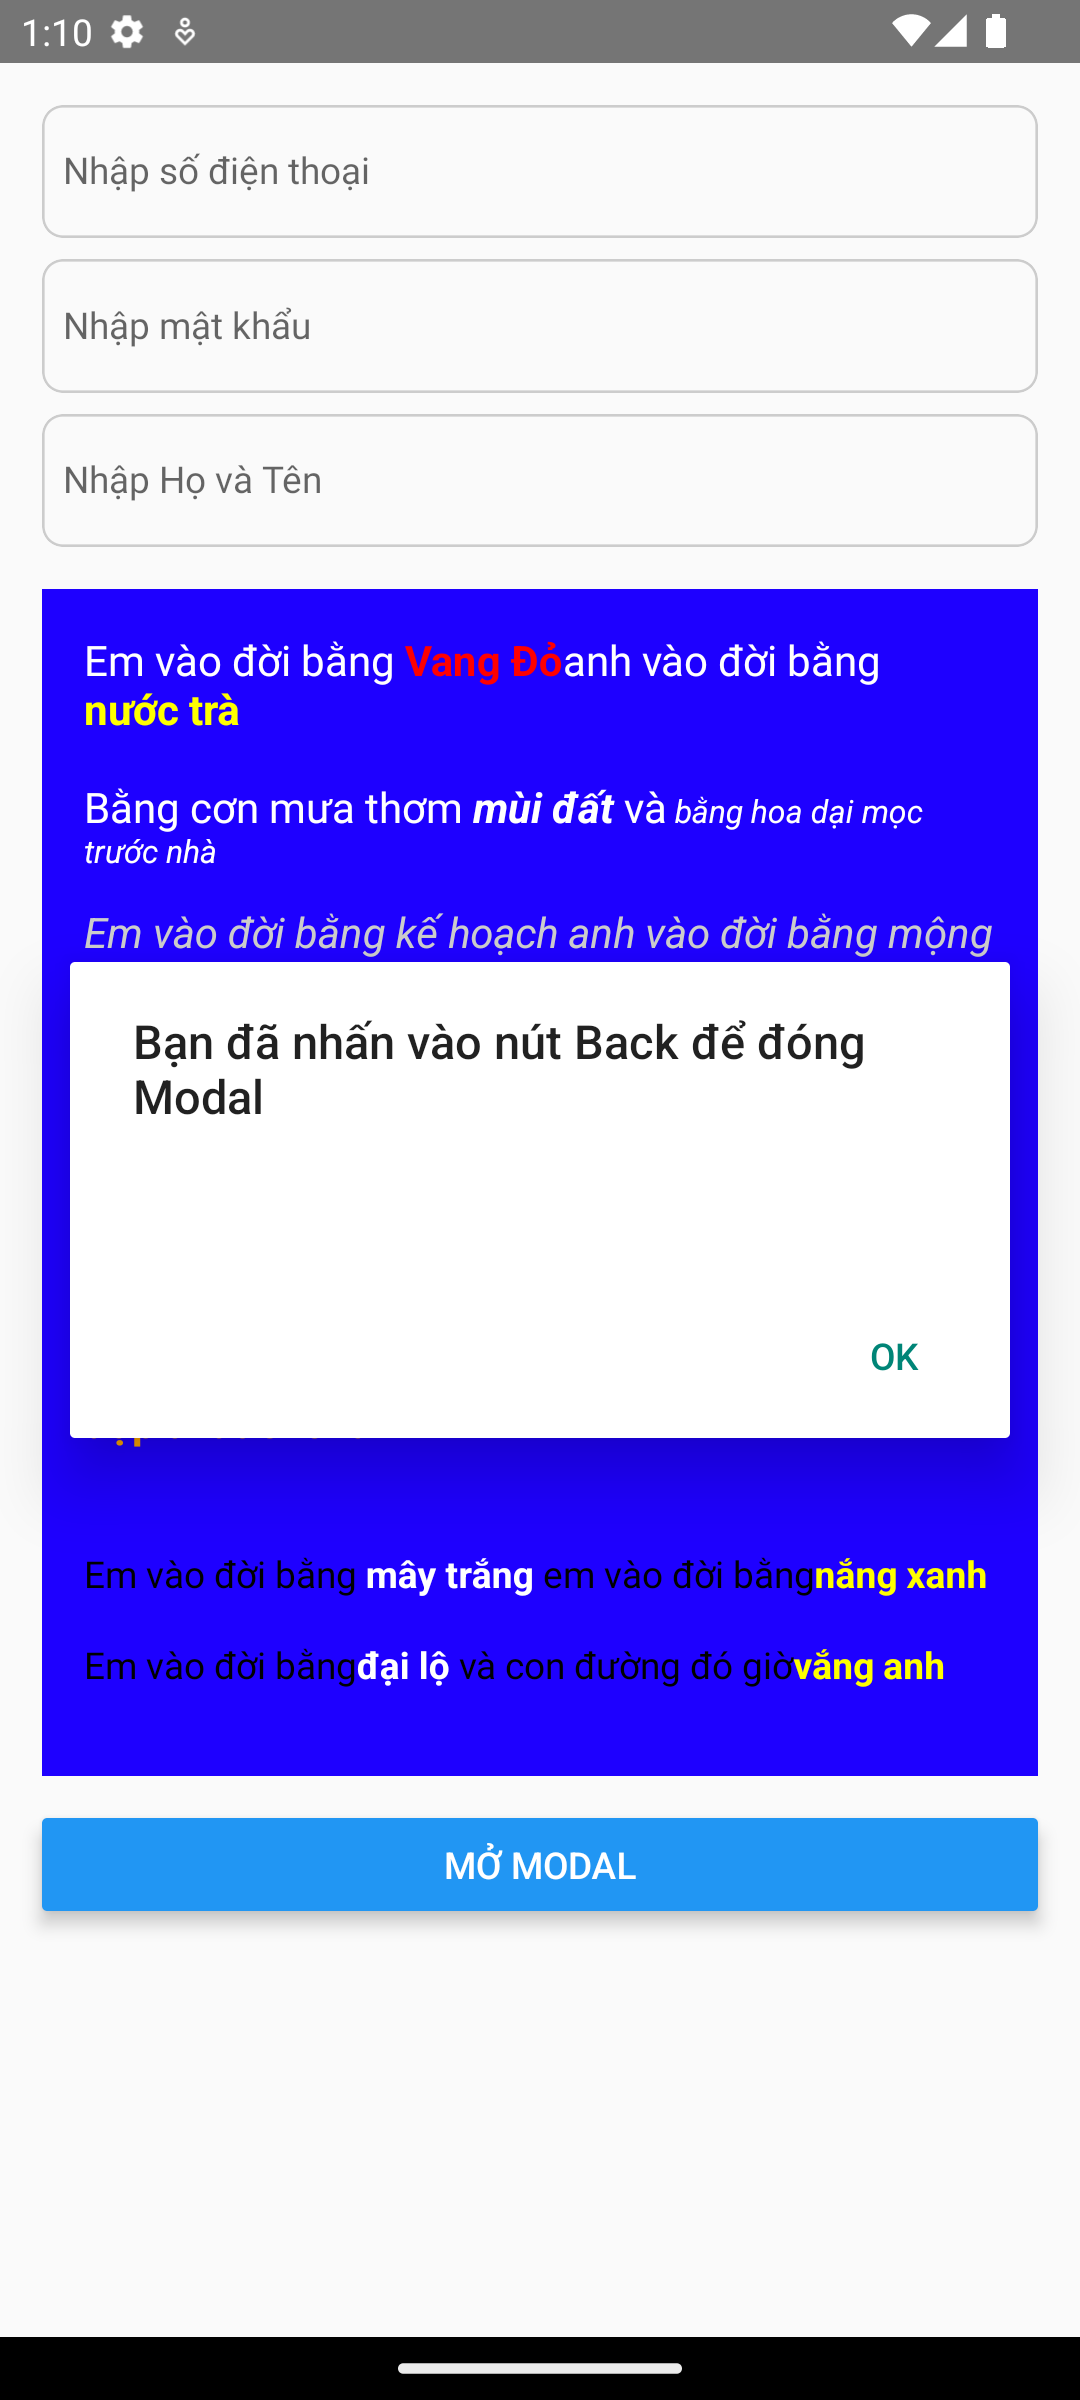 1:10
Nhập số điện thoại
Nhập mật khẩu
Nhập Họ và Tên
Em vào đời bằng Vang Đỏanh vào đời bằng
nước trà
Bằng cơn mưa thơm mùi đất và bằng hoa dại mọc
trước nhà
Em vào đời bằng kế hoạch anh vào đời bằng mộng
Bạn đã nhấn vào nút Back để đóng
Modal
OK
Em vào đời bằng mây trắng em vào đời bằngnắng xanh
Em vào đời bằngđại lộ và con đường đó giờvắng anh
MỞ MODAL